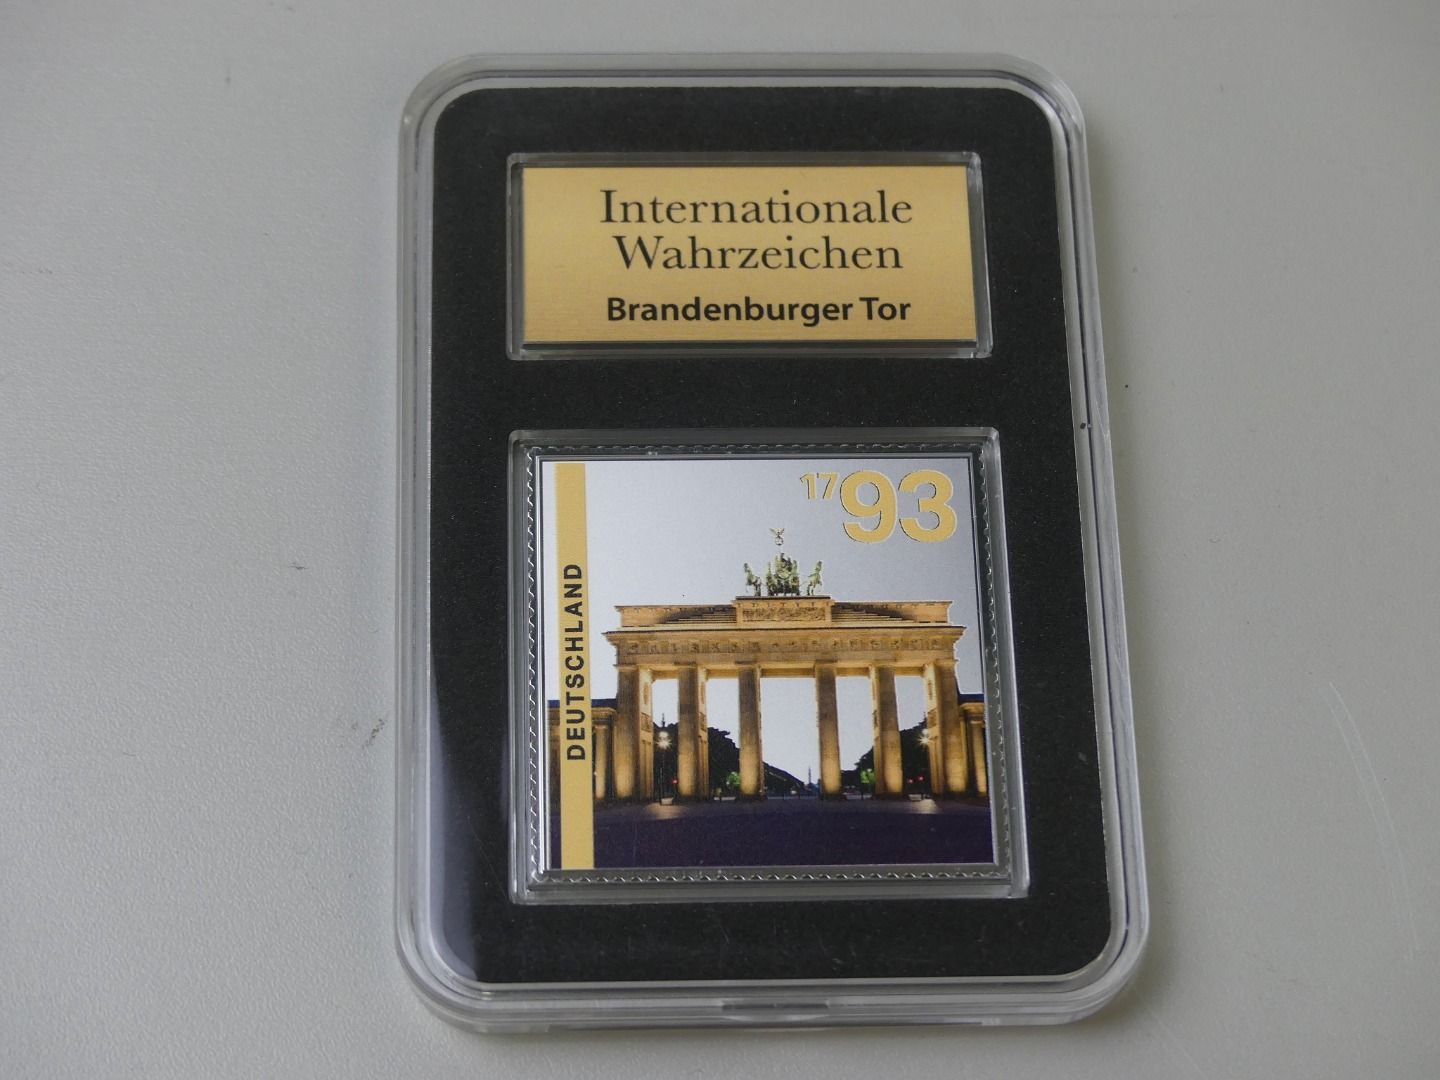 Internationale
Wahrzeichen
Brandenburger Tor
1793
DEUTSCHLAND